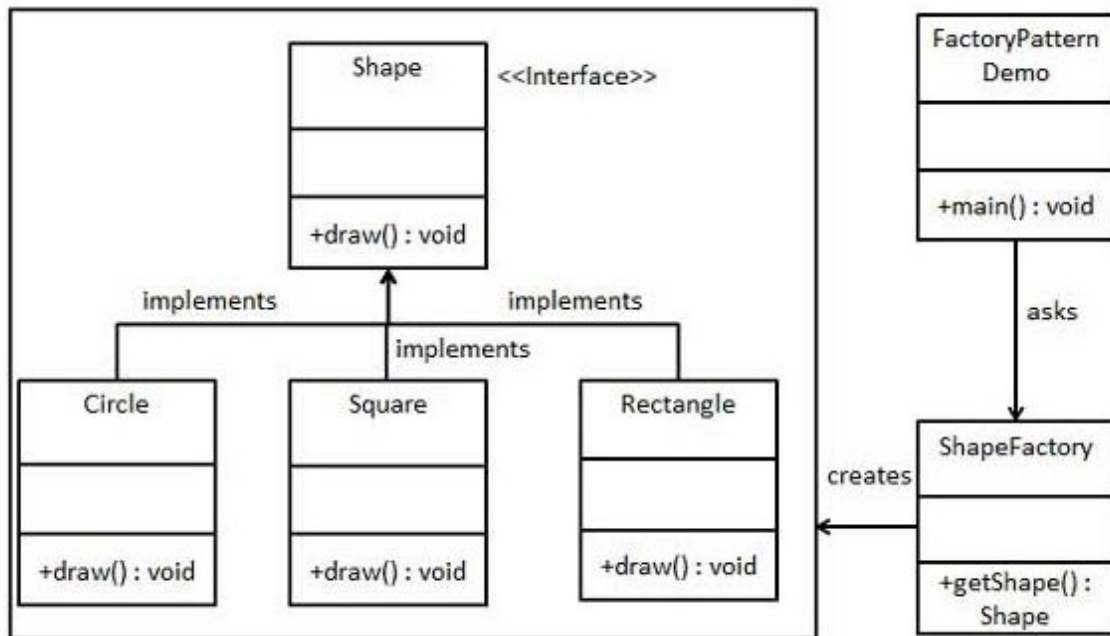 Shape
<<Interface>>
+draw() : void
implements
implements
implements
Circle
+draw() : void
Square
+draw() : void
Rectangle
+draw() : void
FactoryPattern
Demo
+main() : void
asks
ShapeFactory
+getShape() :
Shape
creates